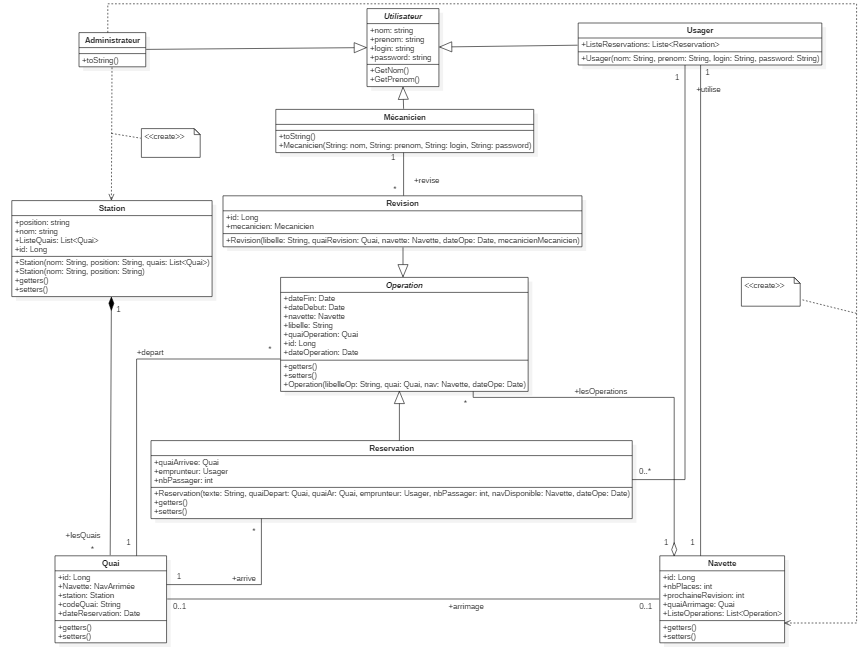 Utilisateur
+nom: string
+prenom: string
+login: string
+password: string
+GetNom()
+GetPrenom()
Administrateur
+toString()
Usager
+ListeReservations: Liste<Reservation>
+Usager(nom: String, prenom: String, login: String, password: String)
1
1
+utilise
Mécanicien
+toString()
+Mecanicien(String: nom, String: prenom, String: login, String: password)
<<create>>
1
+revise
*
Station
+position: string
+nom: string
+ListeQuais: List<Quai>
+id: Long
+Station(nom: String, position: String, quais: List<Quai>)
+Station(nom: String, position: String)
+getters()
+setters()
Revision
+id: Long
+mecanicien: Mecanicien
+Revision(libelle: String, quaiRevision: Quai, navette: Navette, dateOpe: Date, mecanicienMecanicien)
Operation
+dateFin: Date
+dateDebut: Date
+navette: Navette
+libelle: String
+quaiOperation: Quai
+id: Long
+dateOperation: Date
+getters()
+setters()
+Operation(libelleOp: String, quai: Quai, nav: Navette, dateOpe: Date)
<<create>>
1
+depart
*
+lesOperations
*
Reservation
+quaiArrivee: Quai
+emprunteur: Usager
+nbPassager: int
+Reservation(texte: String, quaiDepart: Quai, quaiAr: Quai, emprunteur: Usager, nbPassager: int, navDisponible: Navette, dateOpe: Date)
+getters()
+setters()
0..*
*
+lesQuais
*
1
1
1
Quai
+id: Long
+Navette: NavArrimée
+station: Station
+codeQuai: String
+dateReservation: Date
+getters()
+setters()
1
+arrive
0..1
+arrimage
0..1
Navette
+id: Long
+nbPlaces: int
+prochaineRevision: int
+quaiArrimage: Quai
+ListeOperations: List<Operation>
+getters()
+setters()